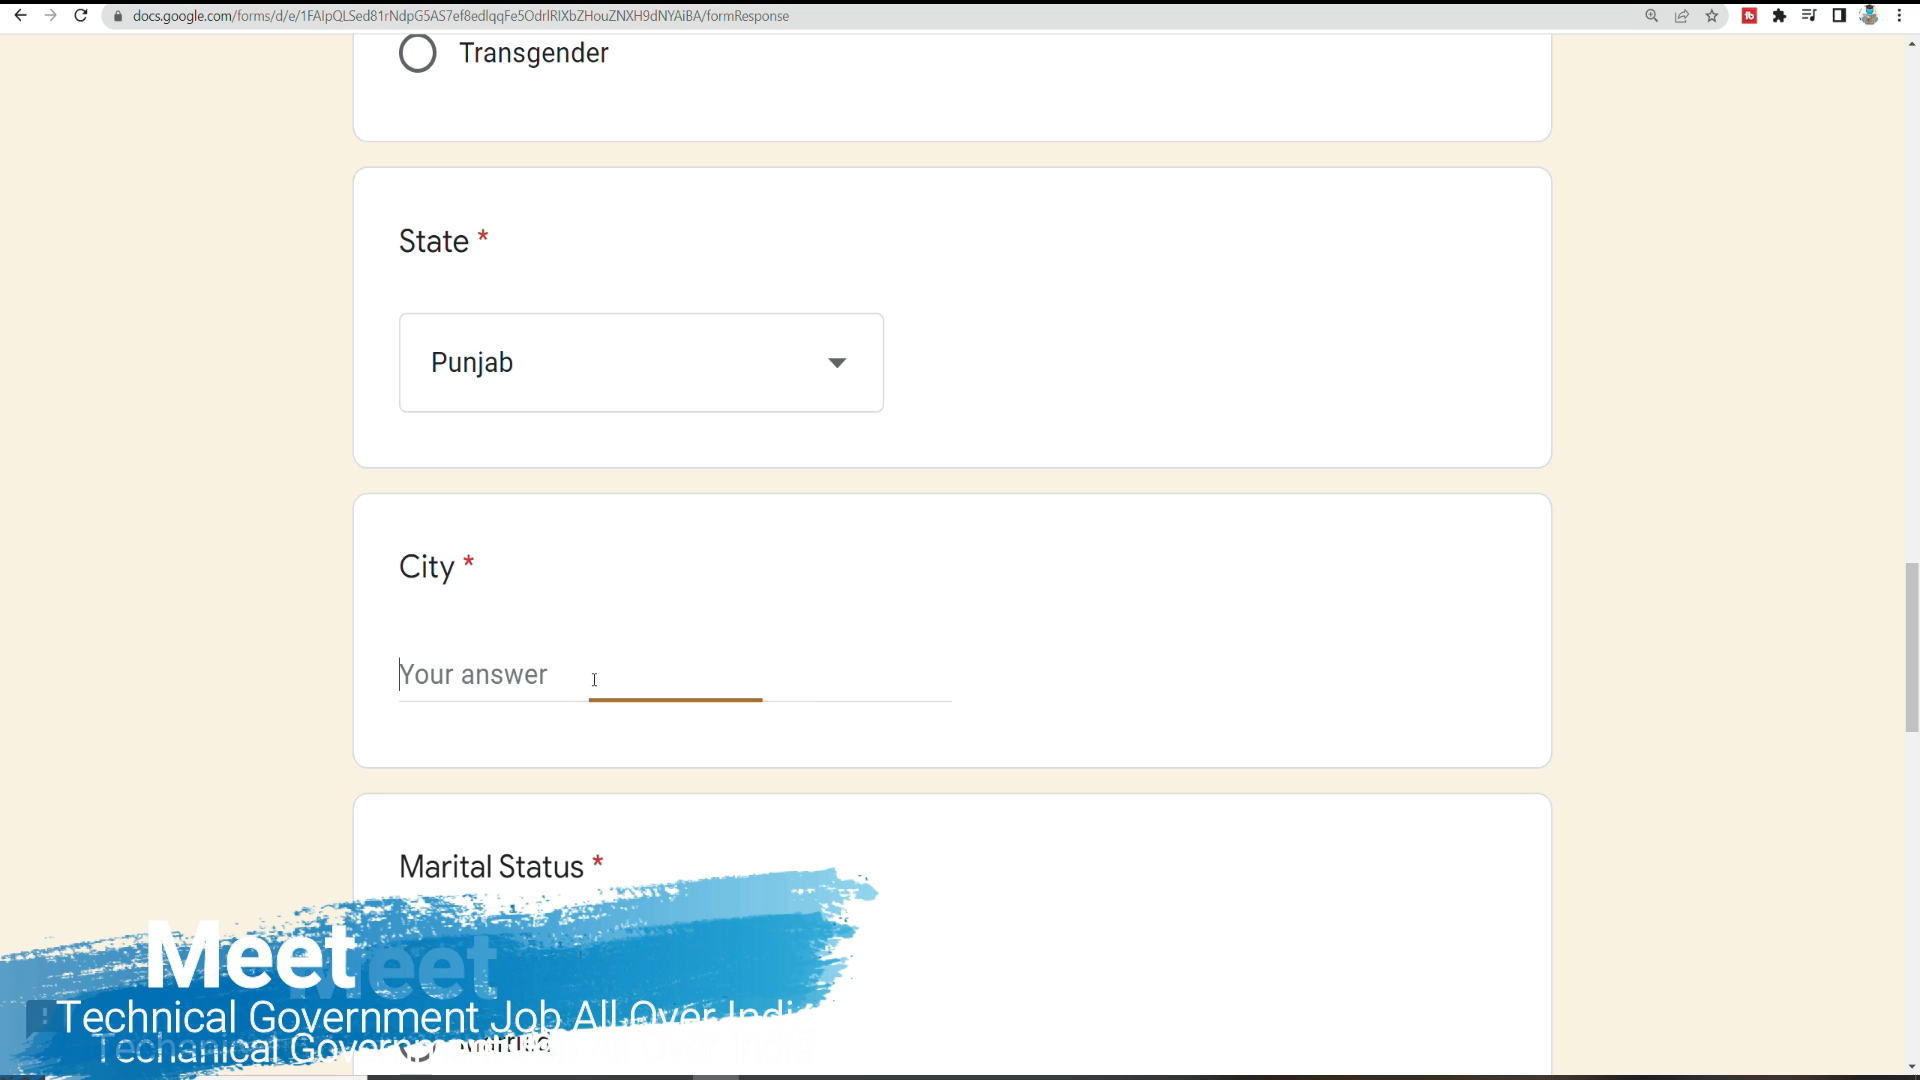 docs.google.com/forms/d/e/1FAIpQLSed81rNdpG5AS7ef8edlqqFe5OdrlRIXbZHouZNXH9dNYAiBA/formResponse
Transgender
State *
Punjab
City *
Your answer
Marital Status *
Meet
Technical Government Job All Over Indi
Techanical